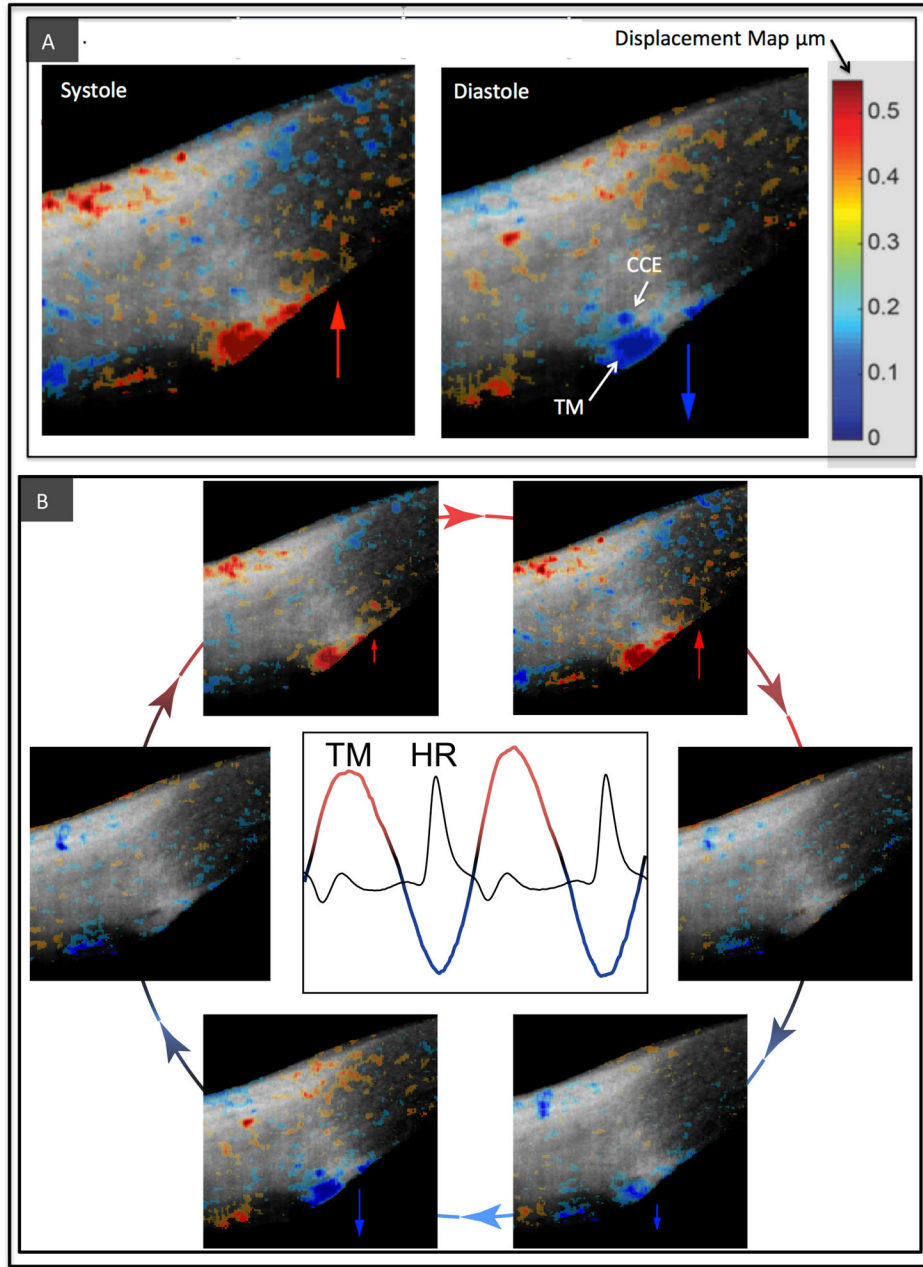 A
.
Displacement Map μm
Systole
Diastole
0.5
0.4
0.3
0.2
0.1
0
CCE
TM
B
TM HR